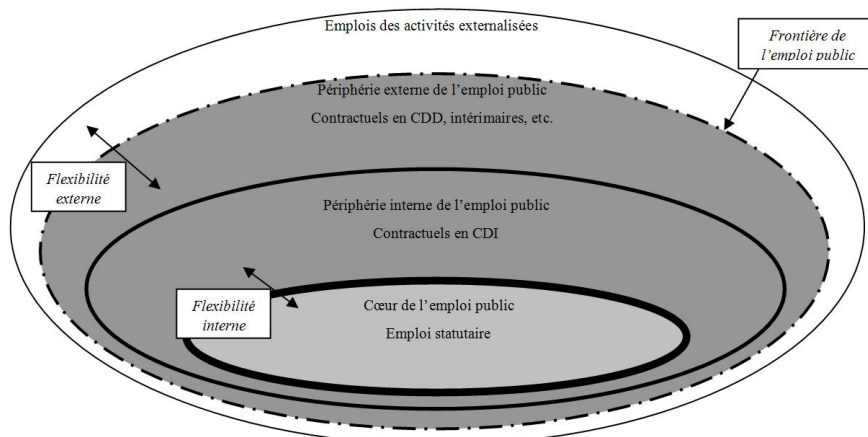 Emplois des activités externalisées
Frontière de
l’emploi public
Périphérie externe de l’emploi public
Contractuels en CDD, intérimaires, etc.
Flexibilité
externe
Périphérie interne de l’emploi public
Contractuels en CDI
Flexibilité
interne
Cœur de l’emploi public
Emploi statutaire